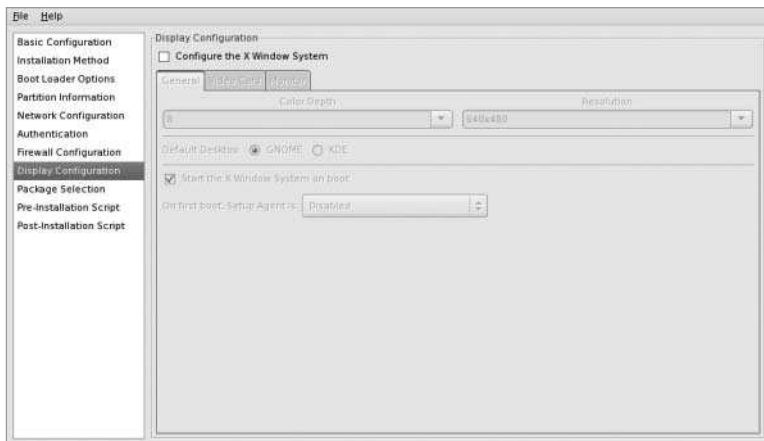 File Help
Basic Configuration
Installation Method
Boot Loader Options
Partition Information
Network Configuration
Authentication
Firewall Configuration
Display Configuration
Package Selection
Pre-Installation Script
Post-Installation Script
Display Configuration
Configure the X Window System
General Video Card Monitor
Color Depth Resolution
8 640x480
Default Desktop: GNOME KDE
Start the X Window System on boot
On first boot, Setup Agent is: Disabled